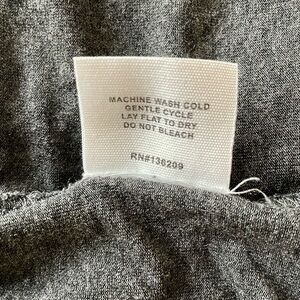 MACHINE WASH COLD
GENTLE CYCLE
LAY FLAT TO DRY
DO NOT BLEACH
RN#136209